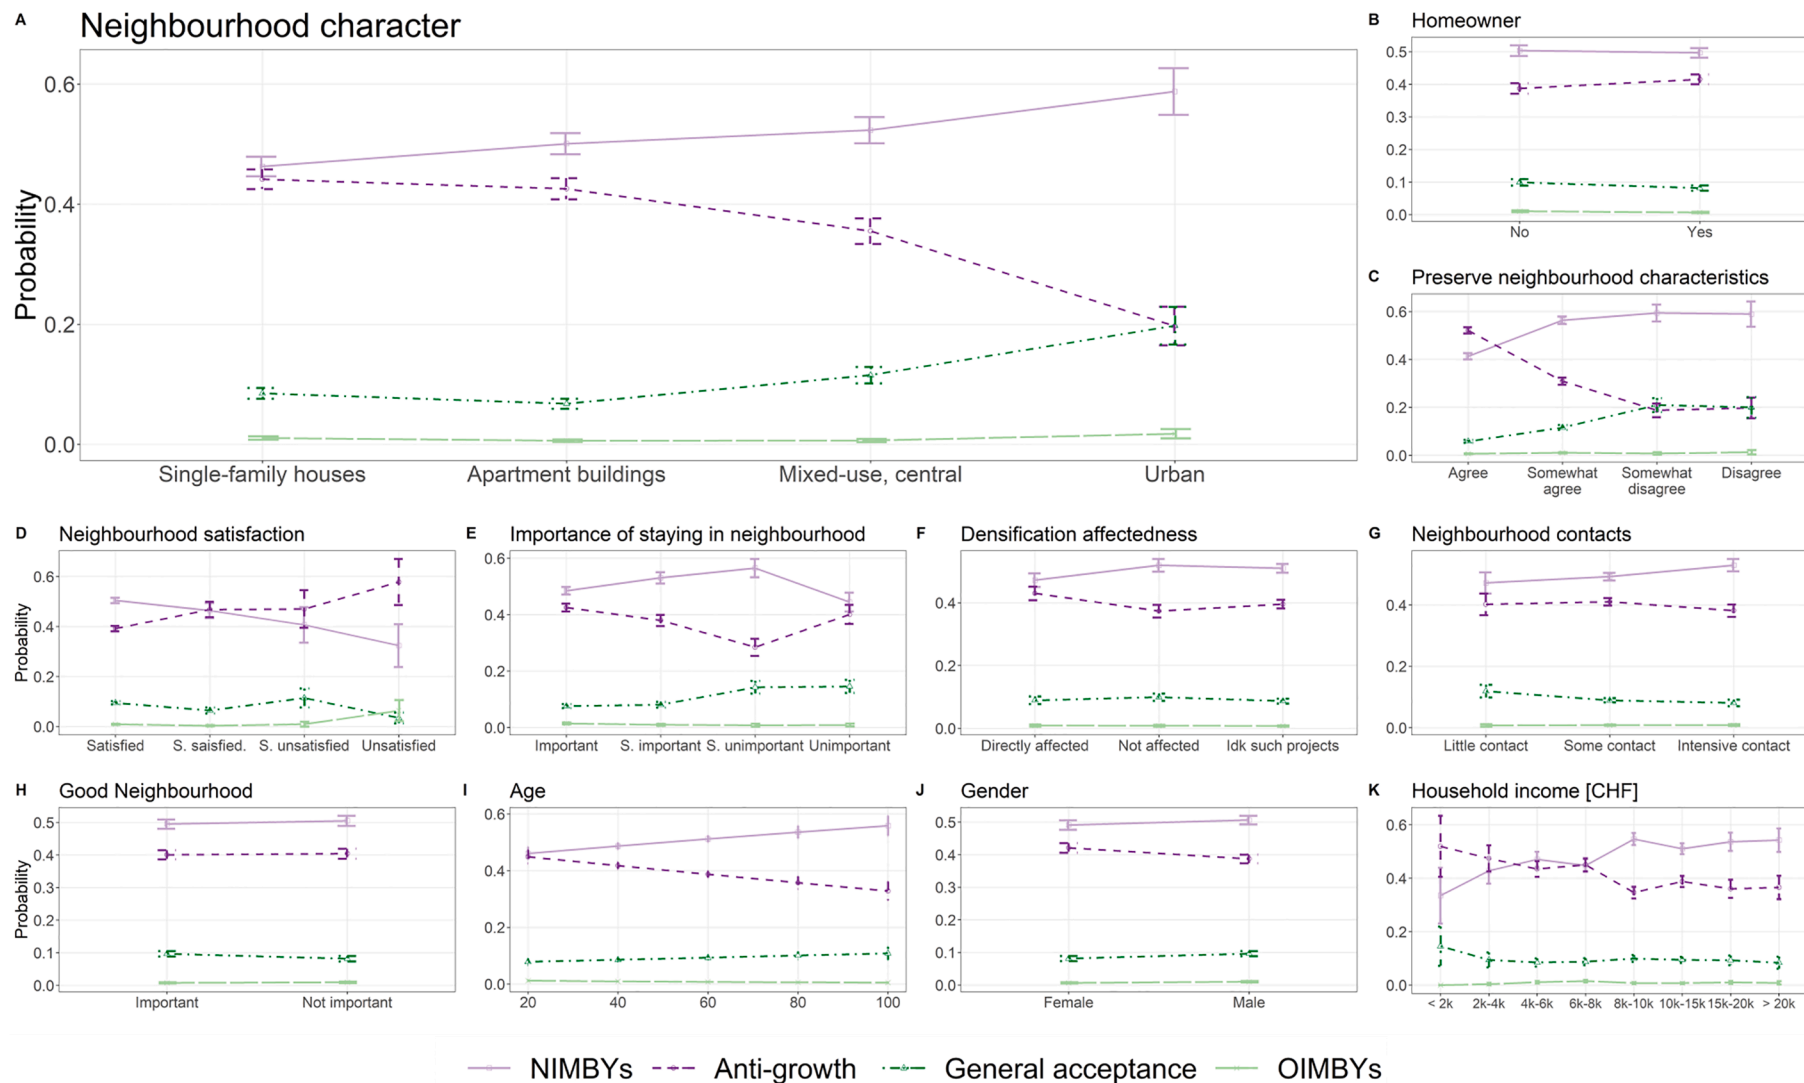 A Neighbourhood character
Probability
0.6
0.4
0.2
0.0
Single-family houses Apartment buildings Mixed-use, central Urban
B Homeowner
0.5
0.4
0.3
0.2
0.1
0.0
No Yes
C Preserve neighbourhood characteristics
0.6
0.4
0.2
0.0
Agree Somewhat agree Somewhat disagree Disagree
D Neighbourhood satisfaction
Probability
0.6
0.4
0.2
0.0
Satisfied S. saisfied. S. unsatisfied Unsatisfied
E Importance of staying in neighbourhood
0.6
0.4
0.2
0.0
Important S. important S. unimportant Unimportant
F Densification affectedness
0.4
0.2
0.0
Directly affected Not affected Idk such projects
G Neighbourhood contacts
0.4
0.2
0.0
Little contact Some contact Intensive contact
H Good Neighbourhood
Probability
0.5
0.4
0.3
0.2
0.1
0.0
Important Not important
I Age
0.6
0.4
0.2
0.0
20 40 60 80 100
J Gender
0.5
0.4
0.3
0.2
0.1
0.0
Female Male
K Household income [CHF]
0.6
0.4
0.2
0.0
< 2k 2k-4k 4k-6k 6k-8k 8k-10k 10k-15k 15k-20k > 20k
NIMBYs Anti-growth General acceptance OIMBYs